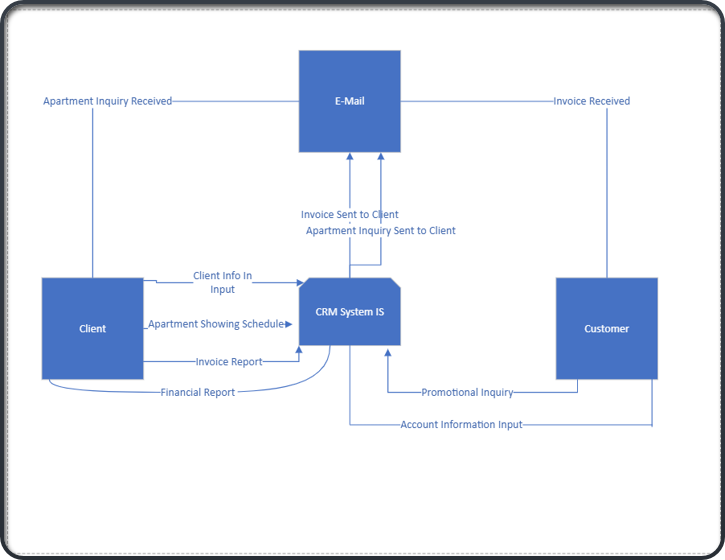 E-Mail
Apartment Inquiry Received
Invoice Received
Invoice Sent to Client
Apartment Inquiry Sent to Client
Client Info In
Input
CRM System IS
Client
Apartment Showing Schedule
Customer
Invoice Report
Financial Report
Promotional Inquiry
Account Information Input